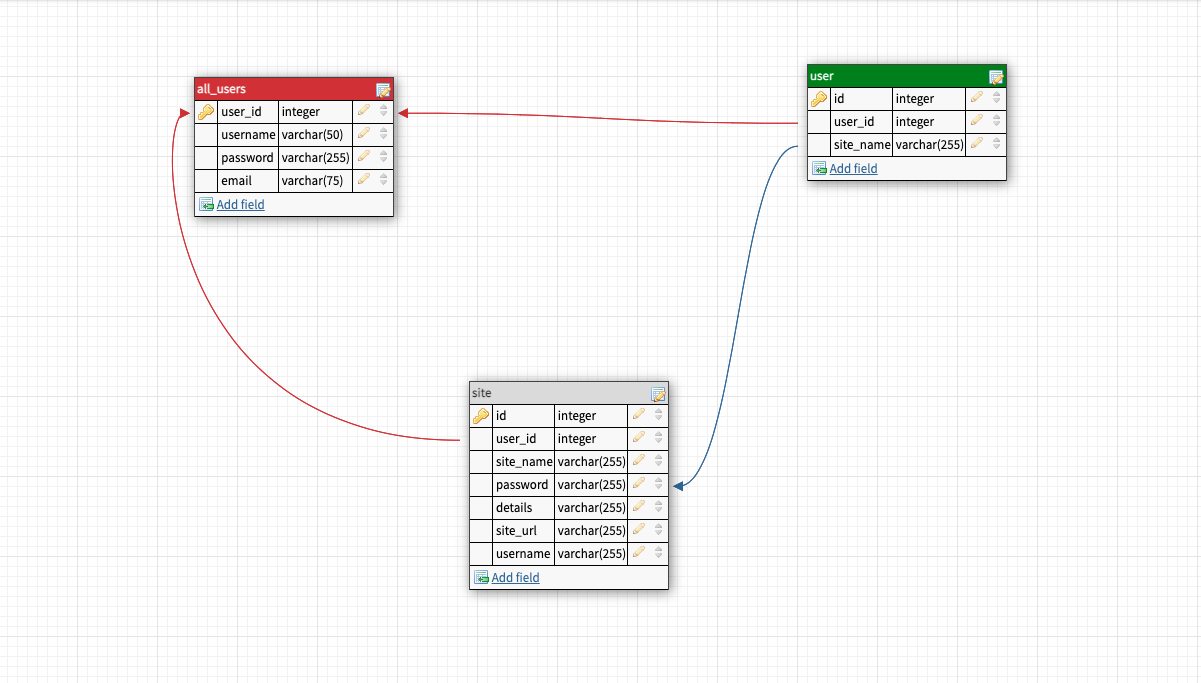 all_users
user_id integer
username varchar(50)
password varchar(255)
email varchar(75)
Add field
user
id integer
user_id integer
site_name varchar(255)
Add field
site
id integer
user_id integer
site_name varchar(255)
password varchar(255)
details varchar(255)
site_url varchar(255)
username varchar(255)
Add field